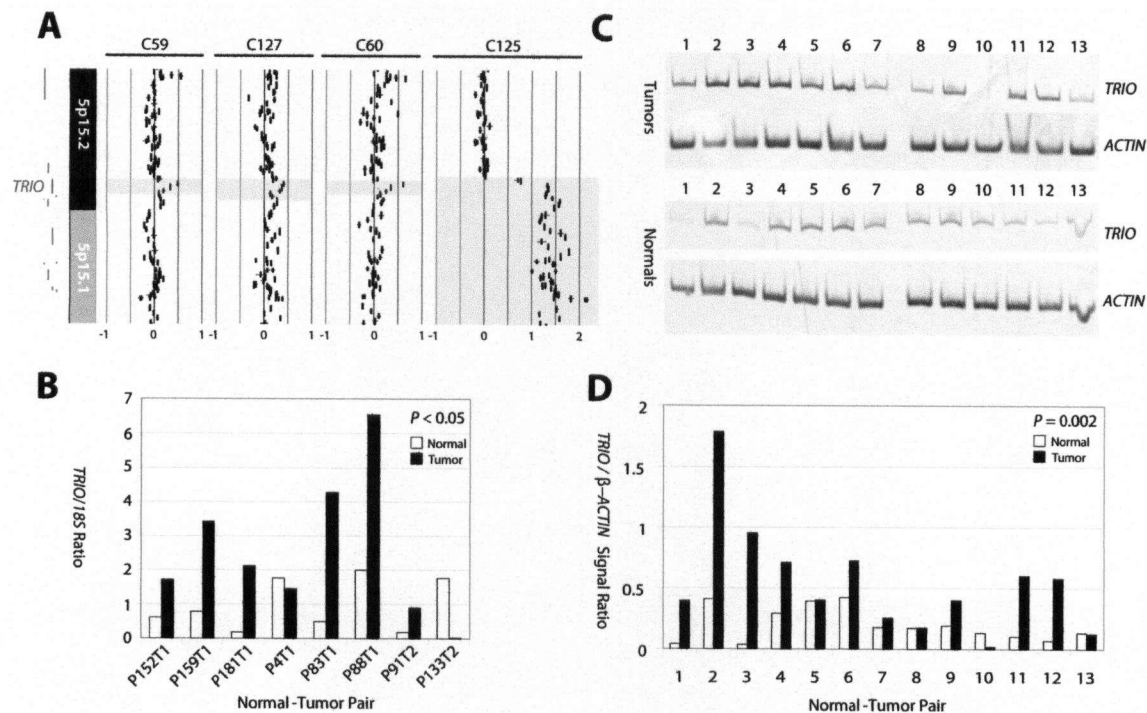 A
C59 C127 C60 C125
5p15.2
TRIO
5p15.1
-1 0 1 -1 0 1 -1 0 1 -1 0 1 2
B
7
6
5
4
3
2
1
0
TRIO/18S Ratio
P < 0.05
Normal
Tumor
P152T1 P159T1 P181T1 P4T1 P83T1 P88T1 P91T2 P133T2
Normal -Tumor Pair
C
1 2 3 4 5 6 7 8 9 10 11 12 13
Tumors
TRIO
ACTIN
1 2 3 4 5 6 7 8 9 10 11 12 13
Normals
TRIO
ACTIN
D
2
1.5
1
0.5
0
TRIO / β–ACTIN Signal Ratio
P = 0.002
Normal
Tumor
1 2 3 4 5 6 7 8 9 10 11 12 13
Normal-Tumor Pair